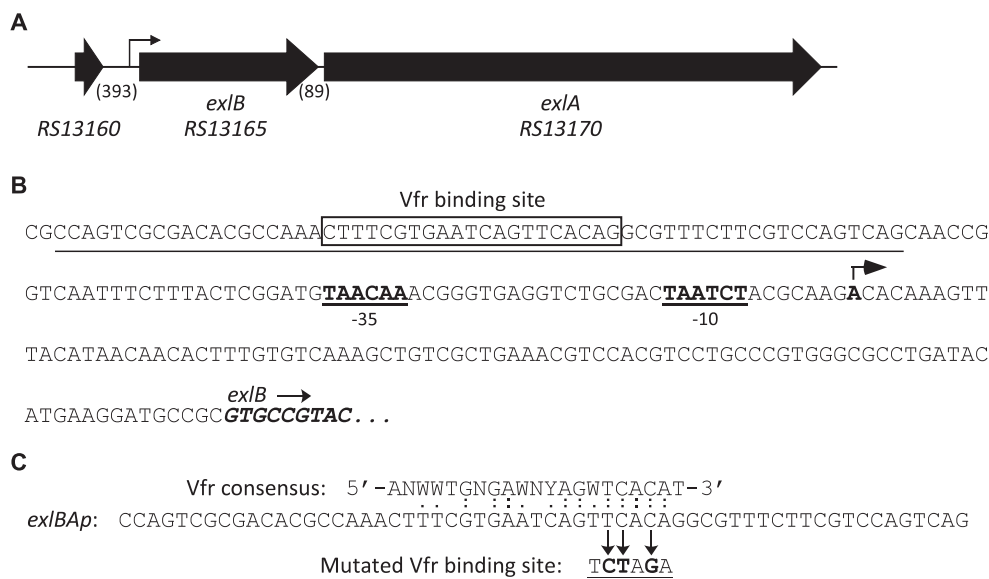 A
(393)
(89)
exlB
exlA
RS13160
RS13165
RS13170
B
Vfr binding site
CGCCAGTCGCGACACGCCAAACTTTCGTGAATCAGTTCACAGGCGTTTCTTCGTCCAGTCAGCAACCG
GTCAATTTCTTTACTCGGATGTAACAAACGGGTGAGGTCTGCGACTAATCTACGCAAGACACAAAGTT
-35
-10
TACATAACAACACTTTGTGTCAAAGCTGTCGCTGAAACGTCCACGTCCTGCCCGTGGGCGCCTGATAC
exlB
ATGAAGGATGCCGCGTGCCGTAC...
C
Vfr consensus: 5'-ANWWTGNGAWNYAGWTCACAT-3'
exlBAp: CCAGTCGCGACACGCCAAACTTTCGTGAATCAGTTCACAGGCGTTTCTTCGTCCAGTCAG
Mutated Vfr binding site: TCTAGA